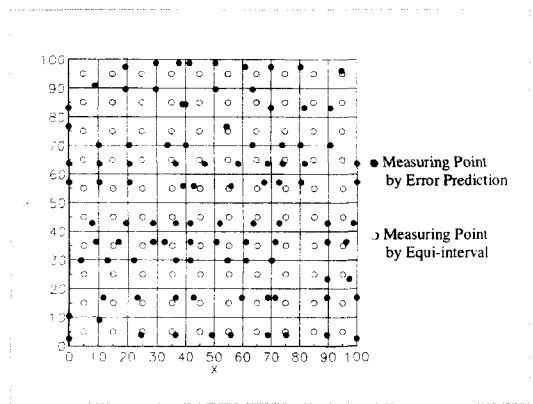 100
90
80
70
60
50
40
30
20
10
0
0 10 20 30 40 50 60 70 80 90 100
X
Measuring Point
by Error Prediction
Measuring Point
by Equi-interval